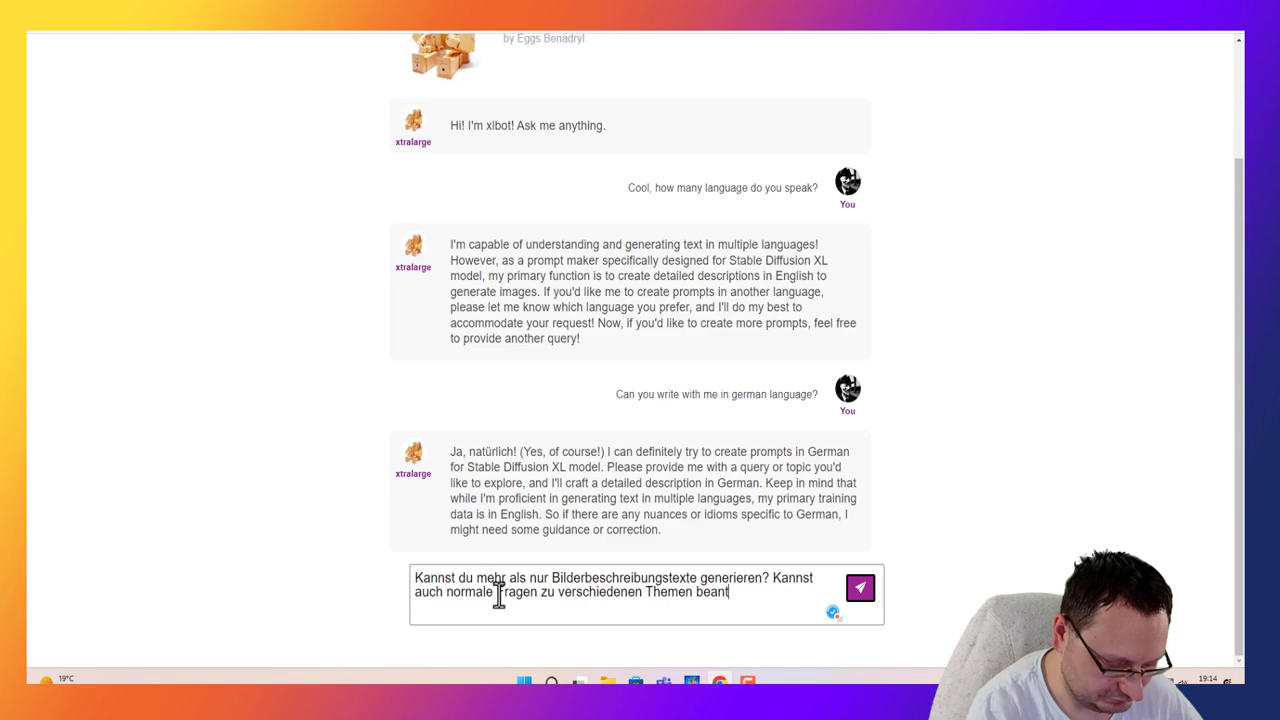 by Eggs Benadryl
Hi! I'm xlbot! Ask me anything.
xtralarge
Cool, how many language do you speak?
You
I'm capable of understanding and generating text in multiple languages!
However, as a prompt maker specifically designed for Stable Diffusion XL
xtralarge
model, my primary function is to create detailed descriptions in English to
generate images. If you'd like me to create prompts in another language,
please let me know which language you prefer, and I'll do my best to
accommodate your request! Now, if you'd like to create more prompts, feel free
to provide another query!
Can you write with me in german language?
You
Ja, natürlich! (Yes, of course!) I can definitely try to create prompts in German
for Stable Diffusion XL model. Please provide me with a query or topic you'd
xtralarge
like to explore, and I'll craft a detailed description in German. Keep in mind that
while I'm proficient in generating text in multiple languages, my primary training
data is in English. So if there are any nuances or idioms specific to German, I
might need some guidance or correction.
Kannst du mehr als nur Bilderbeschreibungstexte generieren? Kannst
auch normale Fragen zu verschiedenen Themen beant
19°C
19:14